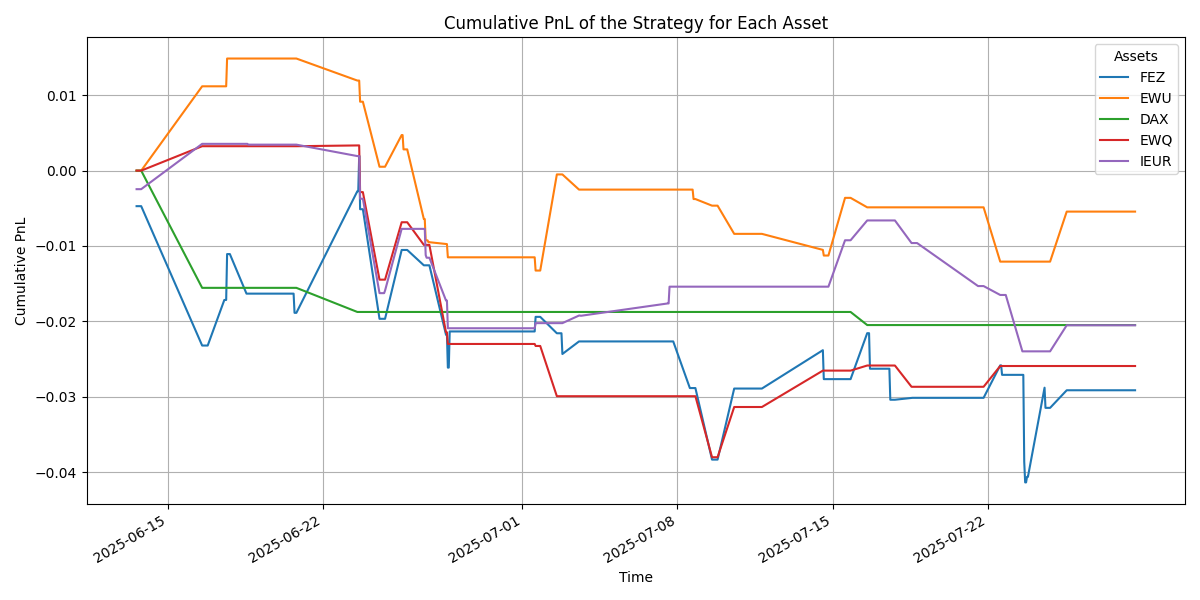 Cumulative PnL of the Strategy for Each Asset
Assets
FEZ
EWU
DAX
EWQ
IEUR
Cumulative PnL
0.01
0.00
−0.01
−0.02
−0.03
−0.04
2025-06-15
2025-06-22
2025-07-01
2025-07-08
2025-07-15
2025-07-22
Time